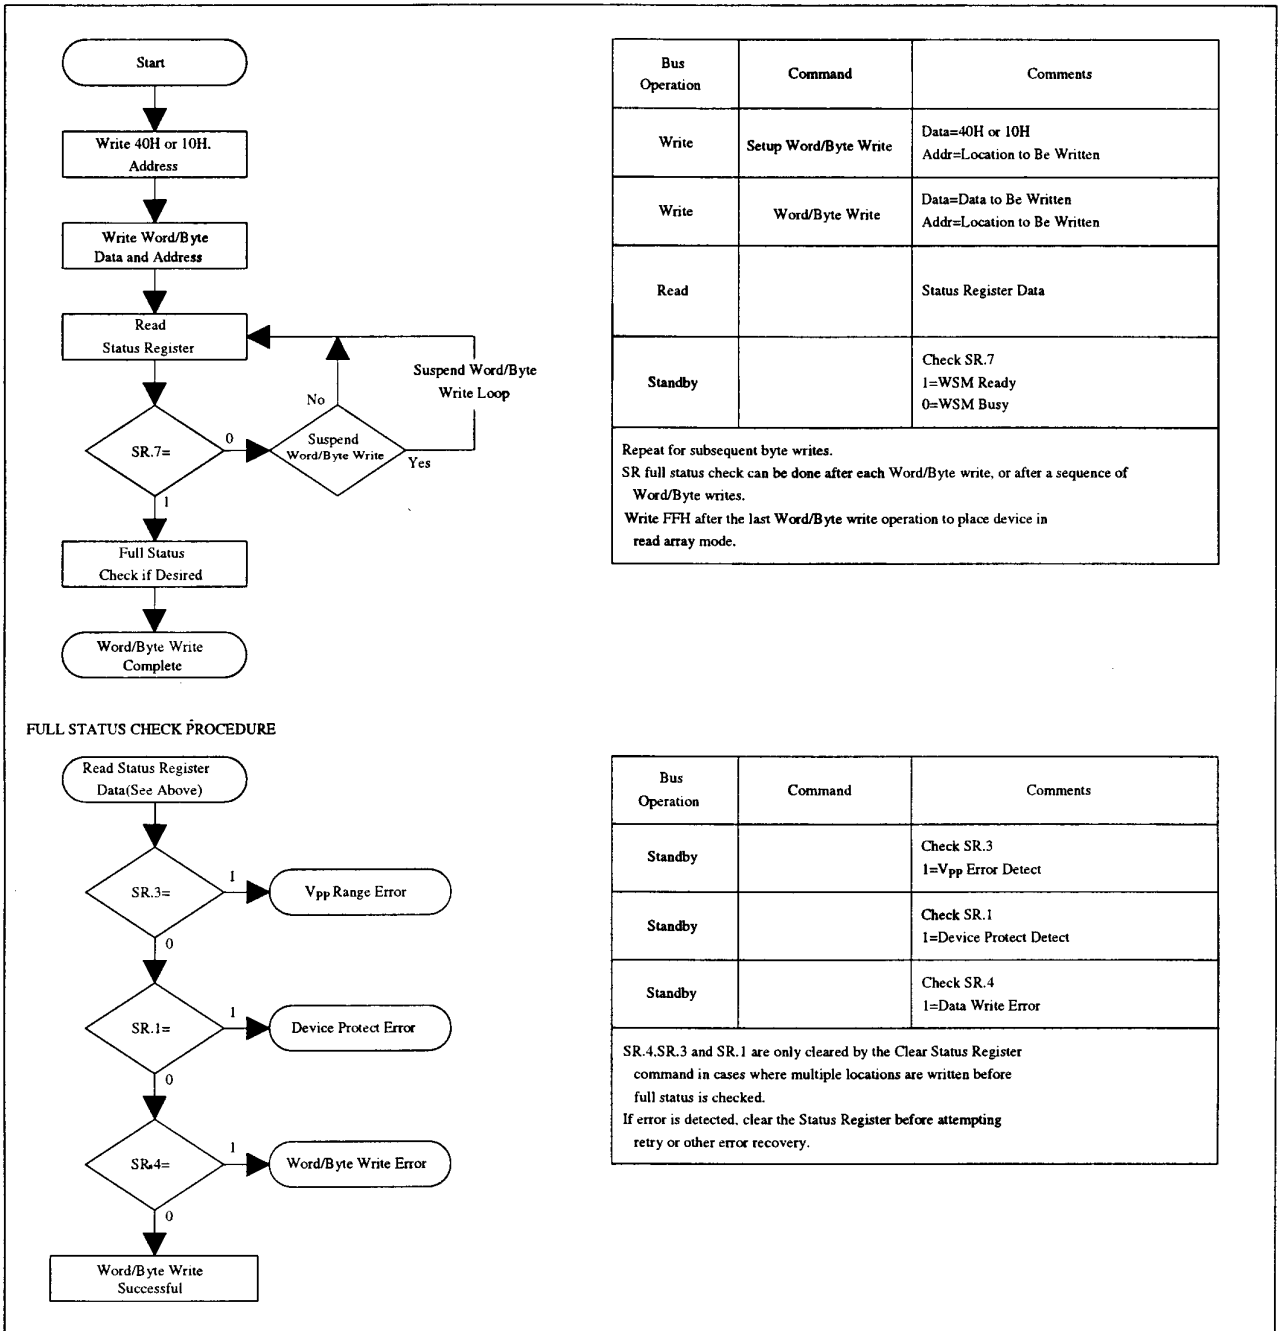 Start
Write 40H or 10H,
Address
Write Word/Byte
Data and Address
Read
Status Register
Suspend Word/Byte
Write Loop
No
SR.7=
0
Suspend
Word/Byte Write
Yes
1
Full Status
Check if Desired
Word/Byte Write
Complete
Bus
Operation
Command
Comments
Write
Setup Word/Byte Write
Data=40H or 10H
Addr=Location to Be Written
Write
Word/Byte Write
Data=Data to Be Written
Addr=Location to Be Written
Read
Status Register Data
Standby
Check SR.7
1=WSM Ready
0=WSM Busy
Repeat for subsequent byte writes.
SR full status check can be done after each Word/Byte write, or after a sequence of
Word/Byte writes.
Write FFH after the last Word/Byte write operation to place device in
read array mode.
FULL STATUS CHECK PROCEDURE
Read Status Register
Data(See Above)
SR.3=
1
VPP Range Error
0
SR.1=
1
Device Protect Error
0
SR.4=
1
Word/Byte Write Error
0
Word/Byte Write
Successful
Bus
Operation
Command
Comments
Standby
Check SR.3
1=VPP Error Detect
Standby
Check SR.1
1=Device Protect Detect
Standby
Check SR.4
1=Data Write Error
SR.4,SR.3 and SR.1 are only cleared by the Clear Status Register
command in cases where multiple locations are written before
full status is checked.
If error is detected, clear the Status Register before attempting
retry or other error recovery.